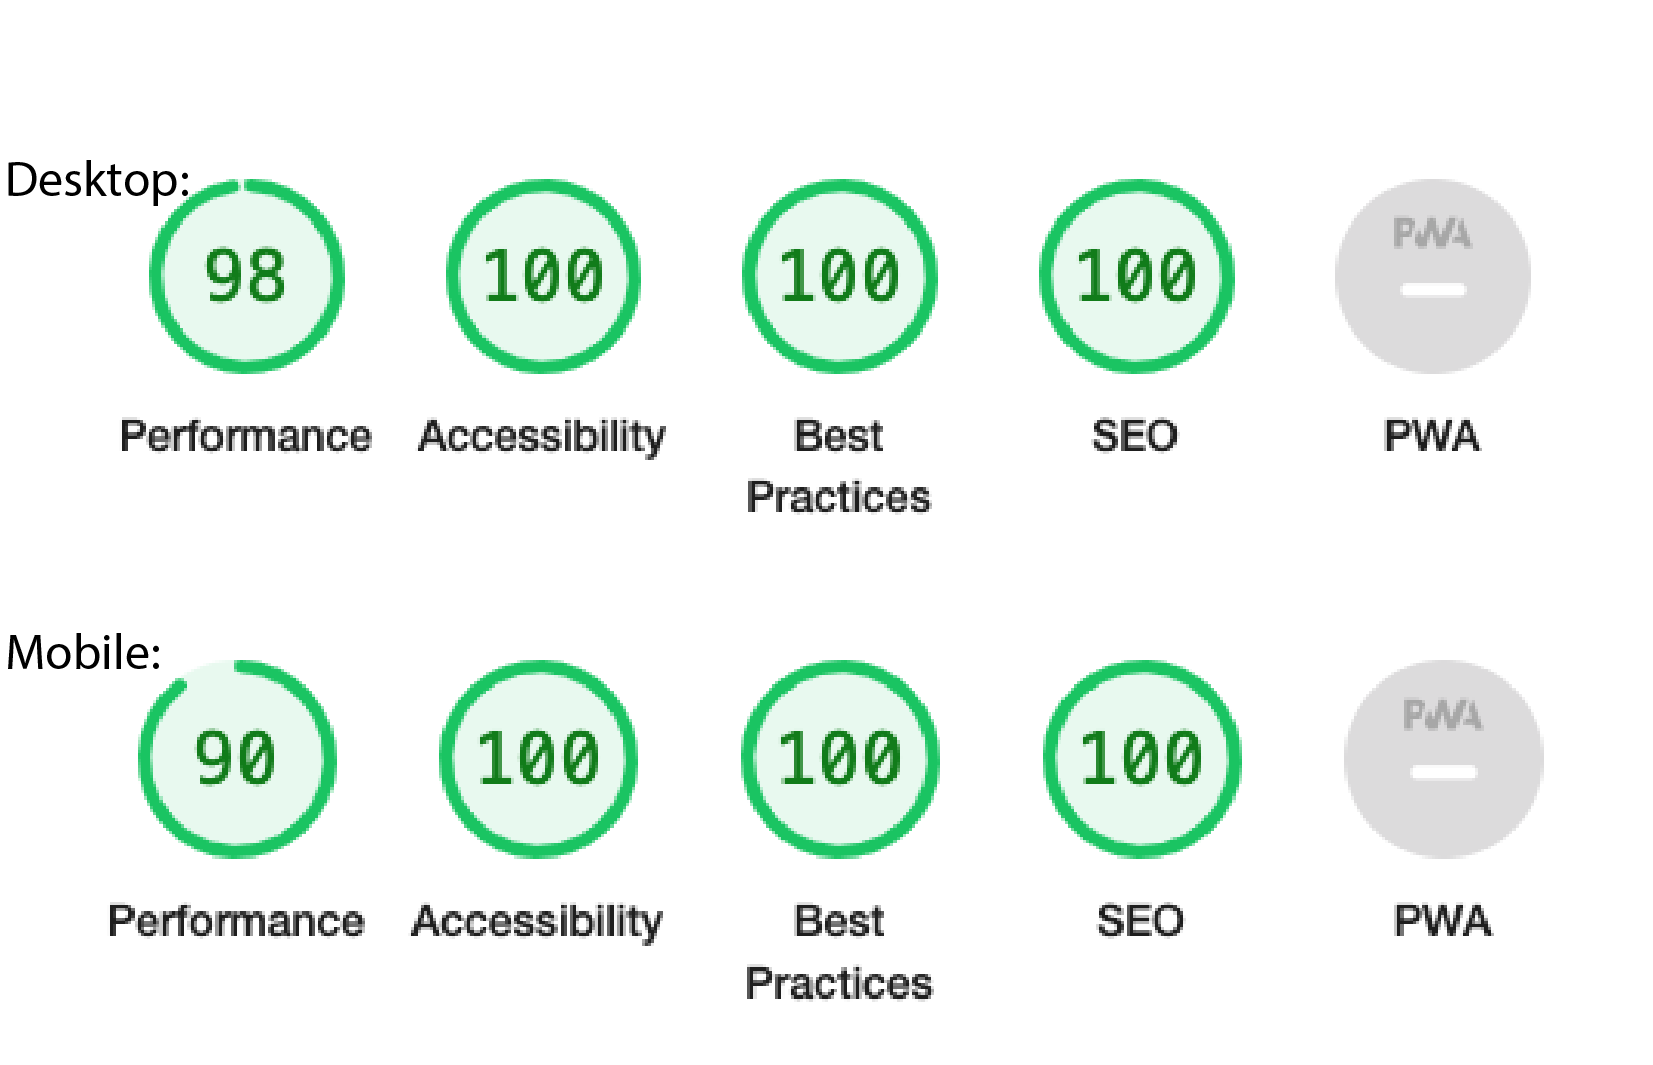 Desktop:
98 100 100 100 PWA
Performance Accessibility Best SEO PWA
Practices
Mobile:
90 100 100 100 PWA
Performance Accessibility Best SEO PWA
Practices